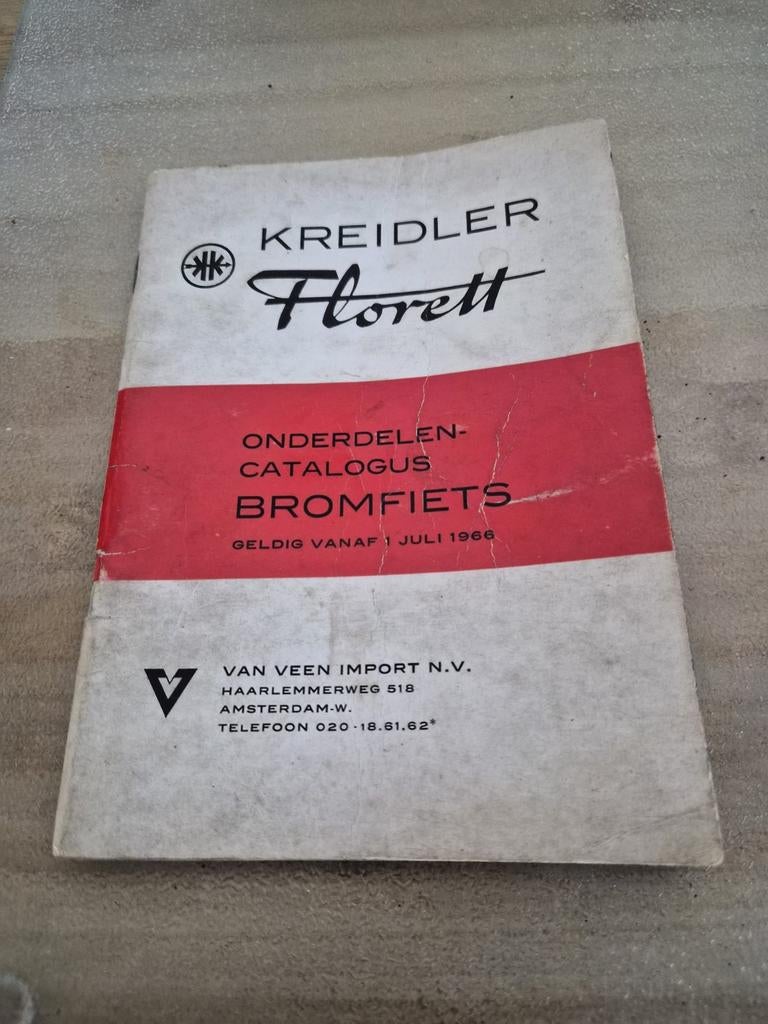 KREIDLER
Florett
ONDERDELEN-
CATALOGUS
BROMFIETS
GELDIG VANAF 1 JULI 1966
VAN VEEN IMPORT N.V.
HAARLEMMERWEG 518
AMSTERDAM-W.
TELEFOON 020-18.61.62*